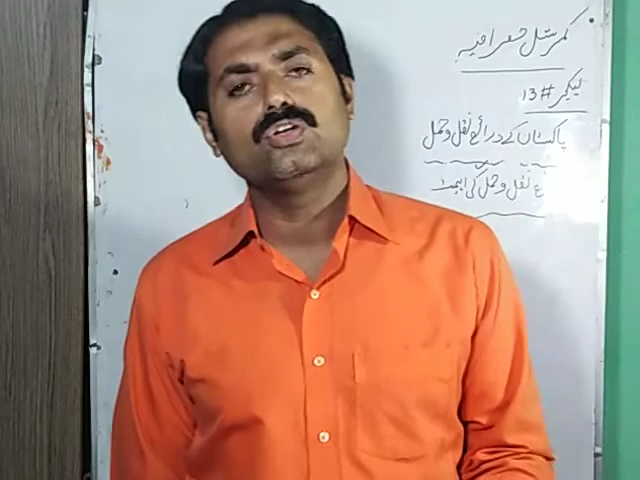 کمرشل جغرافیہ
لیکچر #13
پاکستان کے ذرائع نقل و حمل
ع نقل و حمل کی اہمیت